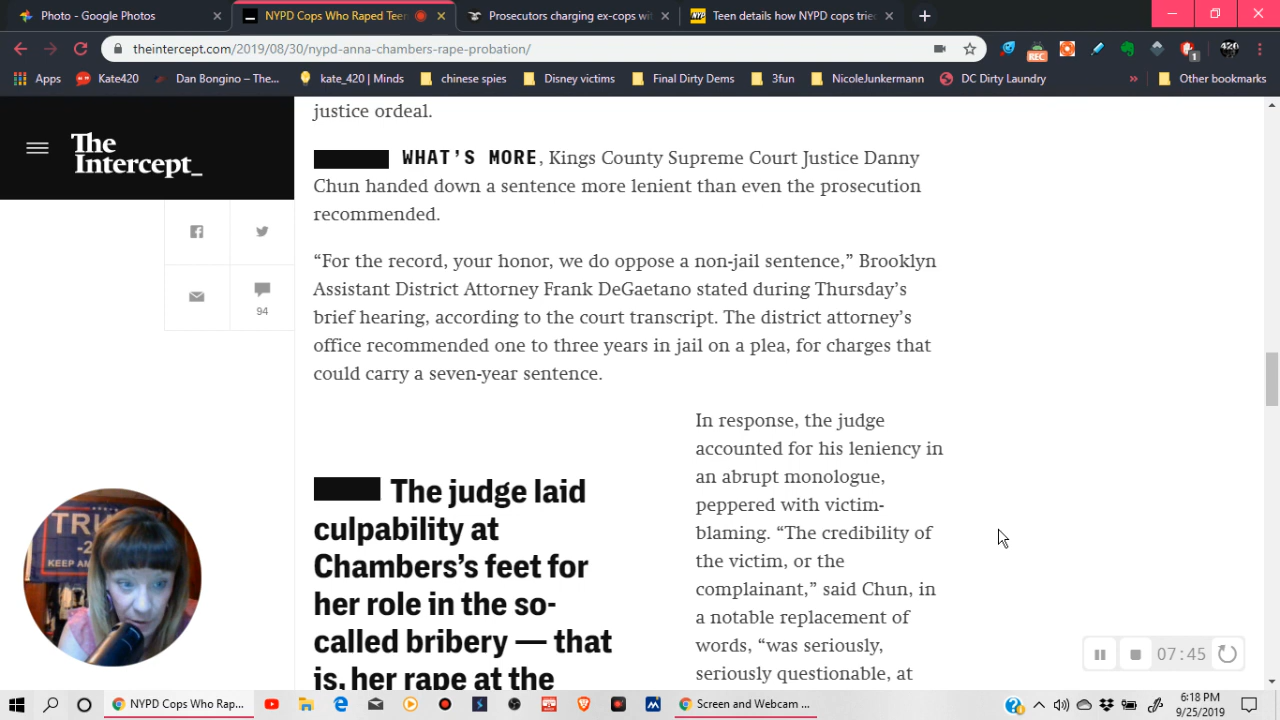 Photo - Google Photos
NYPD Cops Who Raped Teen
Prosecutors charging ex-cops wit
Teen details how NYPD cops trie
theintercept.com/2019/08/30/nypd-anna-chambers-rape-probation/
REC
1
420
Apps
Kate420
Dan Bongino – The...
kate_420 | Minds
chinese spies
Disney victims
Final Dirty Dems
3fun
NicoleJunkermann
DC Dirty Laundry
»
Other bookmarks
The
Intercept_
94
justice ordeal.
WHAT'S MORE, Kings County Supreme Court Justice Danny
Chun handed down a sentence more lenient than even the prosecution
recommended.
“For the record, your honor, we do oppose a non-jail sentence,” Brooklyn
Assistant District Attorney Frank DeGaetano stated during Thursday’s
brief hearing, according to the court transcript. The district attorney’s
office recommended one to three years in jail on a plea, for charges that
could carry a seven-year sentence.
The judge laid
culpability at
Chambers’s feet for
her role in the so-
called bribery — that
is, her rape at the
In response, the judge
accounted for his leniency in
an abrupt monologue,
peppered with victim-
blaming. “The credibility of
the victim, or the
complainant,” said Chun, in
a notable replacement of
words, “was seriously,
seriously questionable, at
TRU
KEEP AM
07:45
NYPD Cops Who Rap...
Screen and Webcam ...
6:18 PM
9/25/2019